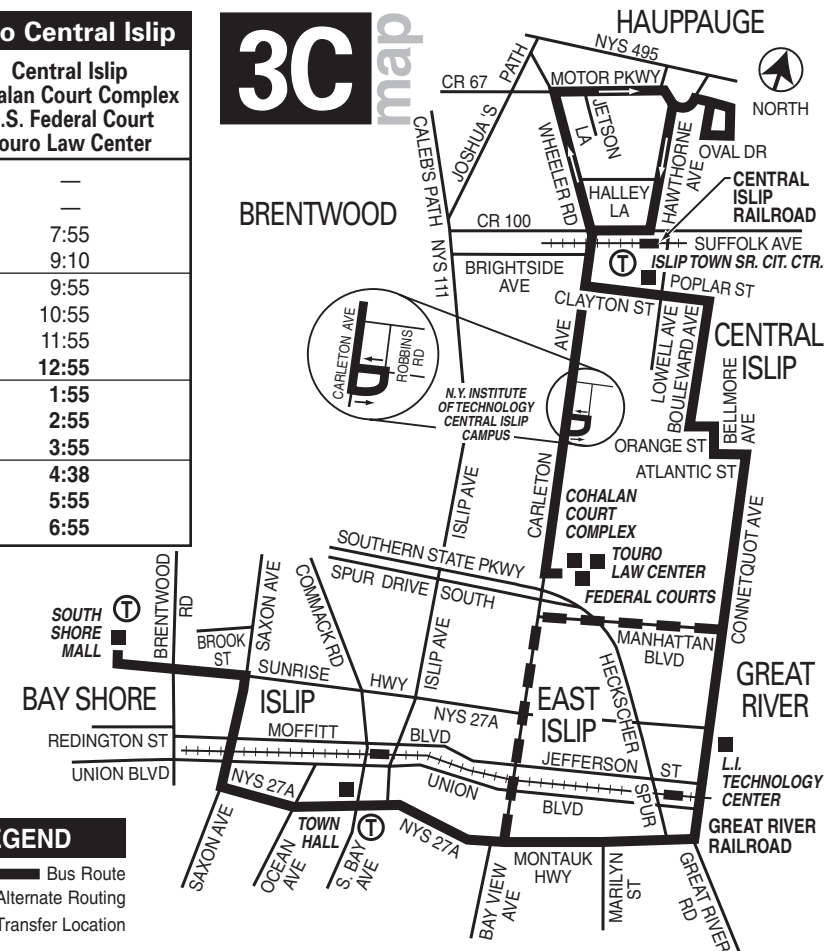 o Central Islip
Central Islip
alan Court Complex
.S. Federal Court
ouro Law Center
—
—
7:55
9:10
9:55
10:55
11:55
12:55
1:55
2:55
3:55
4:38
5:55
6:55
3C
map
HAUPPAUGE
NYS 495
NORTH
CR 67
MOTOR PKWY
JOSHUA'S PATH
CALEB'S PATH
NYS 111
WHEELER RD
JETSON
LA
HAWTHORNE
AVE
OVAL DR
HALLEY
LA
CENTRAL
ISLIP
RAILROAD
BRENTWOOD
CR 100
SUFFOLK AVE
T
ISLIP TOWN SR. CIT. CTR.
BRIGHTSIDE
AVE
POPLAR ST
CLAYTON ST
LOWELL AVE
BOULEVARD AVE
CENTRAL
ISLIP
BELLMORE
AVE
CARLETON AVE
ROBBINS
RD
AVE
N.Y. INSTITUTE
OF TECHNOLOGY
CENTRAL ISLIP
CAMPUS
ORANGE ST
ATLANTIC ST
CARLETON
ISLIP AVE
COHALAN
COURT
COMPLEX
TOURO
LAW CENTER
FEDERAL COURTS
CONNETQUOT AVE
SOUTHERN STATE PKWY
SPUR DRIVE SOUTH
MANHATTAN
BLVD
SOUTH
SHORE
MALL
T
BRENTWOOD
RD
BROOK
ST
SAXON AVE
COMMACK RD
ISLIP AVE
SUNRISE HWY
NYS 27A
HECKSCHER
SPUR
GREAT
RIVER
BAY SHORE
ISLIP
EAST
ISLIP
REDINGTON ST
MOFFITT BLVD
JEFFERSON ST
UNION BLVD
UNION BLVD
L.I.
TECHNOLOGY
CENTER
NYS 27A
TOWN
HALL
T
NYS 27A
GREAT RIVER
RAILROAD
SAXON AVE
OCEAN
AVE
S. BAY
AVE
BAY VIEW
AVE
MONTAUK
HWY
MARILYN
ST
GREAT RIVER
RD
EGEND
Bus Route
Alternate Routing
Transfer Location